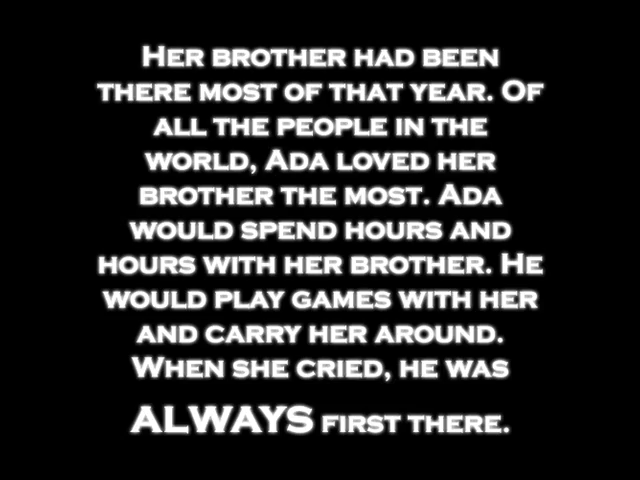 Her brother had been
there most of that year. Of
all the people in the
world, Ada loved her
brother the most. Ada
would spend hours and
hours with her brother. He
would play games with her
and carry her around.
When she cried, he was
ALWAYS first there.